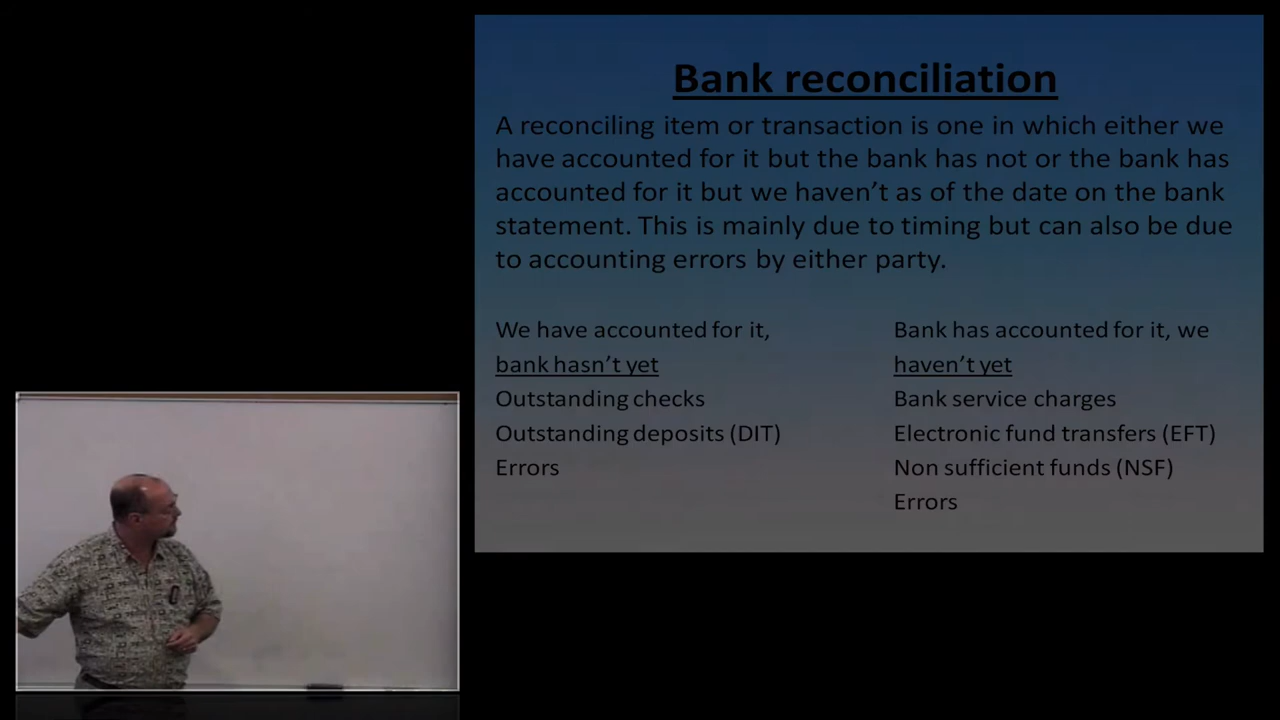 Bank reconciliation
A reconciling item or transaction is one in which either we
have accounted for it but the bank has not or the bank has
accounted for it but we haven’t as of the date on the bank
statement. This is mainly due to timing but can also be due
to accounting errors by either party.
We have accounted for it,
bank hasn’t yet
Outstanding checks
Outstanding deposits (DIT)
Errors
Bank has accounted for it, we
haven’t yet
Bank service charges
Electronic fund transfers (EFT)
Non sufficient funds (NSF)
Errors